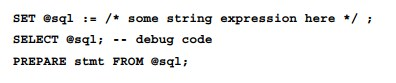 SET @sql := /* some string expression here */ ;
SELECT @sql; -- debug code
PREPARE stmt FROM @sql;